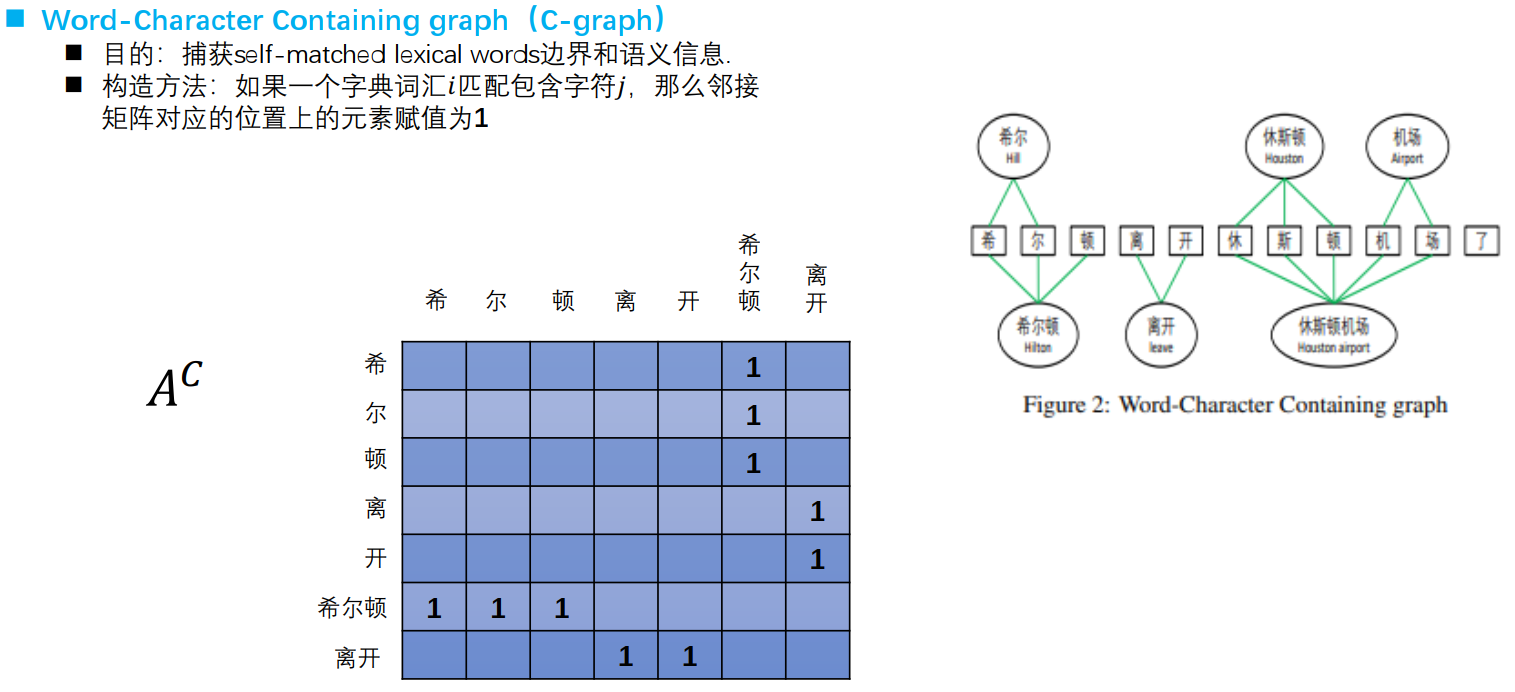 Word-Character Containing graph（C-graph）
目的：捕获self-matched lexical words边界和语义信息.
构造方法：如果一个字典词汇i匹配包含字符j，那么邻接
矩阵对应的位置上的元素赋值为1
A^C
希 尔 顿 离 开 希尔顿 离开
希 1
尔 1
顿 1
离 1
开 1
希尔顿 1 1 1
离开 1 1
希尔 休斯顿 机场
Hill Houston Airport
希 尔 顿 离 开 休 斯 顿 机 场 了
希尔顿 离开 休斯顿机场
Hilton leave Houston airport
Figure 2: Word-Character Containing graph